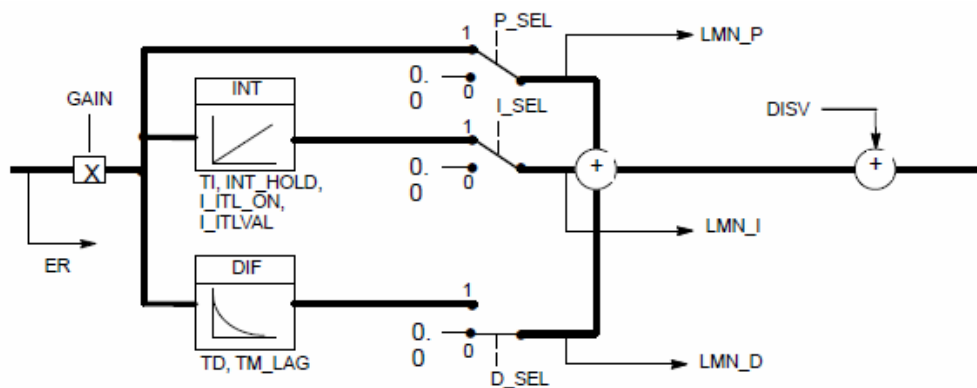 P_SEL
LMN_P
1
0.
0
0
INT
GAIN
I_SEL
1
DISV
+
+
X
0.
0
0
TI, INT_HOLD,
I_ITL_ON,
I_ITLVAL
LMN_I
ER
DIF
1
0.
0
0
TD, TM_LAG
D_SEL
LMN_D